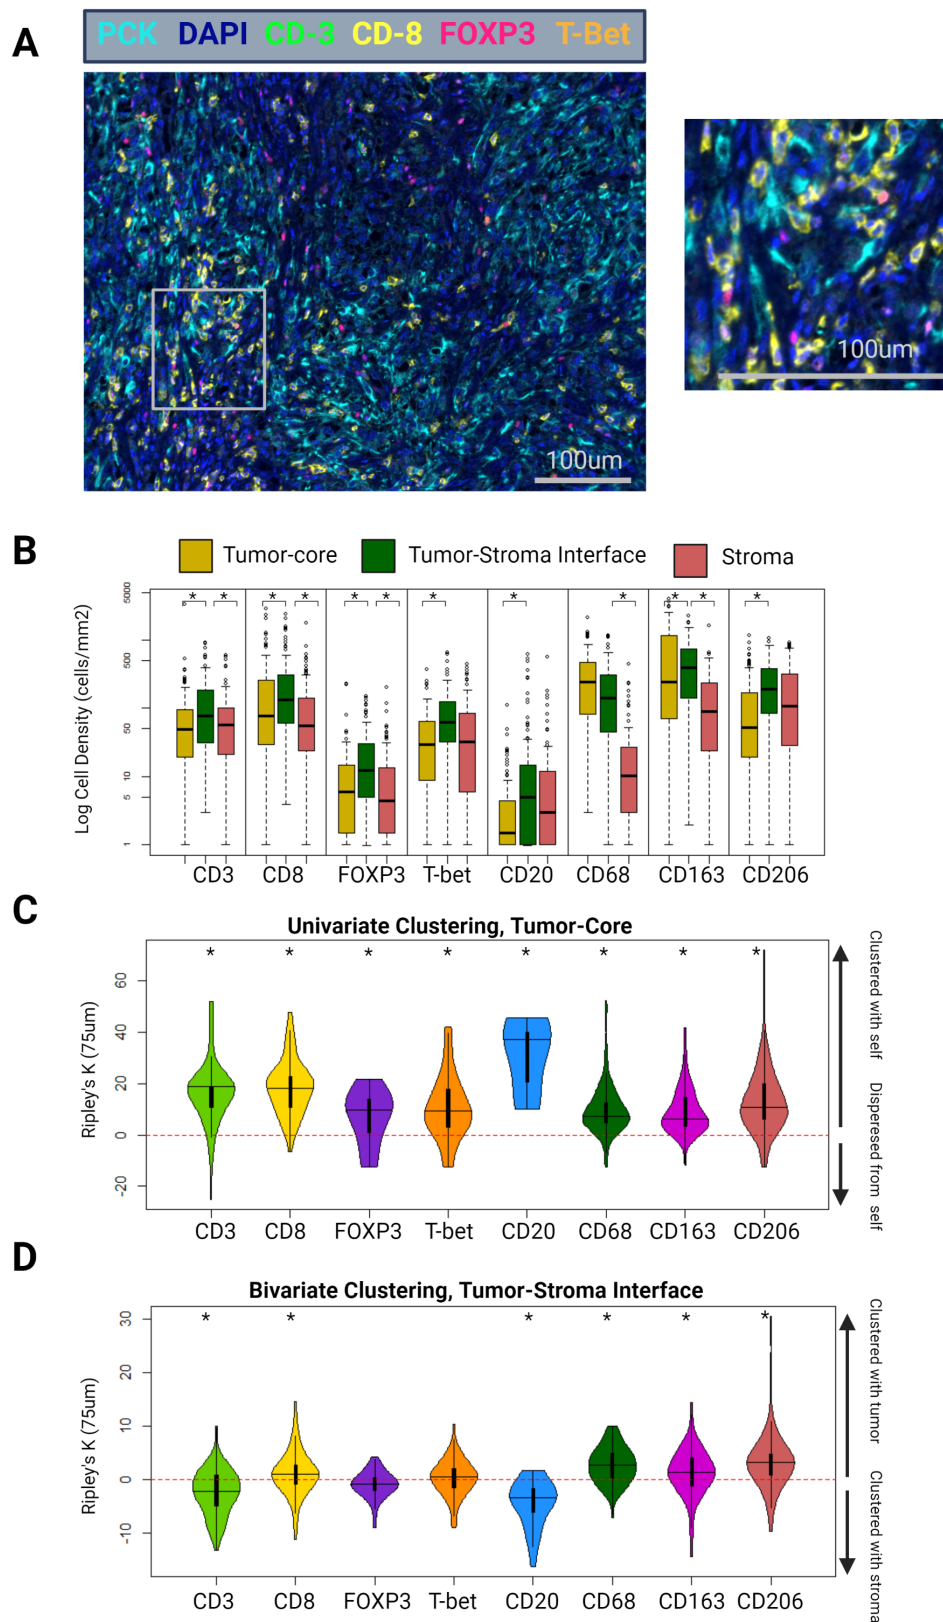 A
PCK DAPI CD-3 CD-8 FOXP3 T-Bet
100um
100um
B
Tumor-core Tumor-Stroma Interface Stroma
Log Cell Density (cells/mm2)
5000
500
50
10
5
1
* * * * * * * * * * * *
CD3 CD8 FOXP3 T-bet CD20 CD68 CD163 CD206
C
Univariate Clustering, Tumor-Core
Ripley's K (75um)
60
40
20
0
-20
* * * * * * * *
CD3 CD8 FOXP3 T-bet CD20 CD68 CD163 CD206
Clustered with self
Disperesed from self
D
Bivariate Clustering, Tumor-Stroma Interface
Ripley's K (75um)
30
20
10
0
-10
* * * * * *
CD3 CD8 FOXP3 T-bet CD20 CD68 CD163 CD206
Clustered with tumor
Clustered with stroma